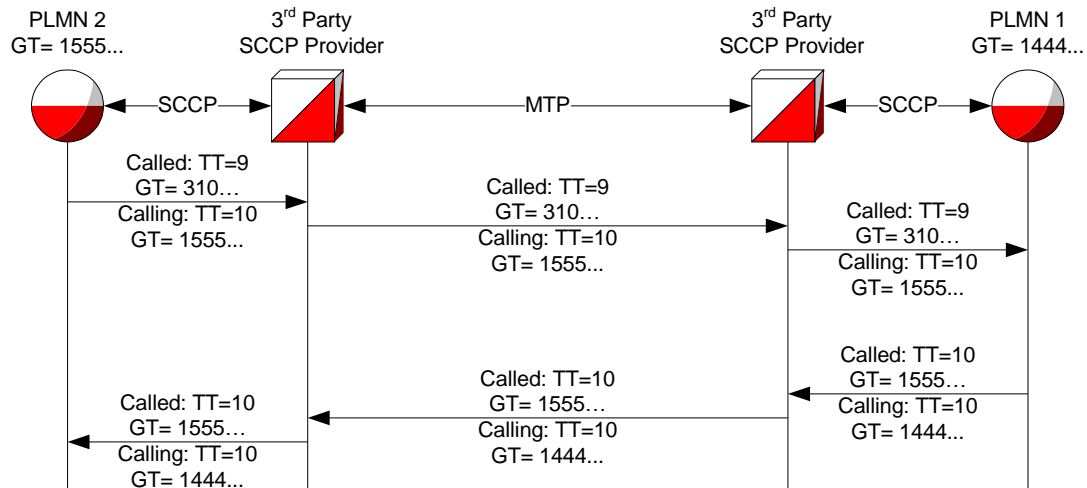 PLMN 2
GT= 1555...
3rd Party
SCCP Provider
3rd Party
SCCP Provider
PLMN 1
GT= 1444...
SCCP
MTP
SCCP
Called: TT=9
GT= 310…
Calling: TT=10
GT= 1555...
Called: TT=9
GT= 310…
Calling: TT=10
GT= 1555...
Called: TT=9
GT= 310…
Calling: TT=10
GT= 1555...
Called: TT=10
GT= 1555…
Calling: TT=10
GT= 1444...
Called: TT=10
GT= 1555…
Calling: TT=10
GT= 1444...
Called: TT=10
GT= 1555…
Calling: TT=10
GT= 1444...